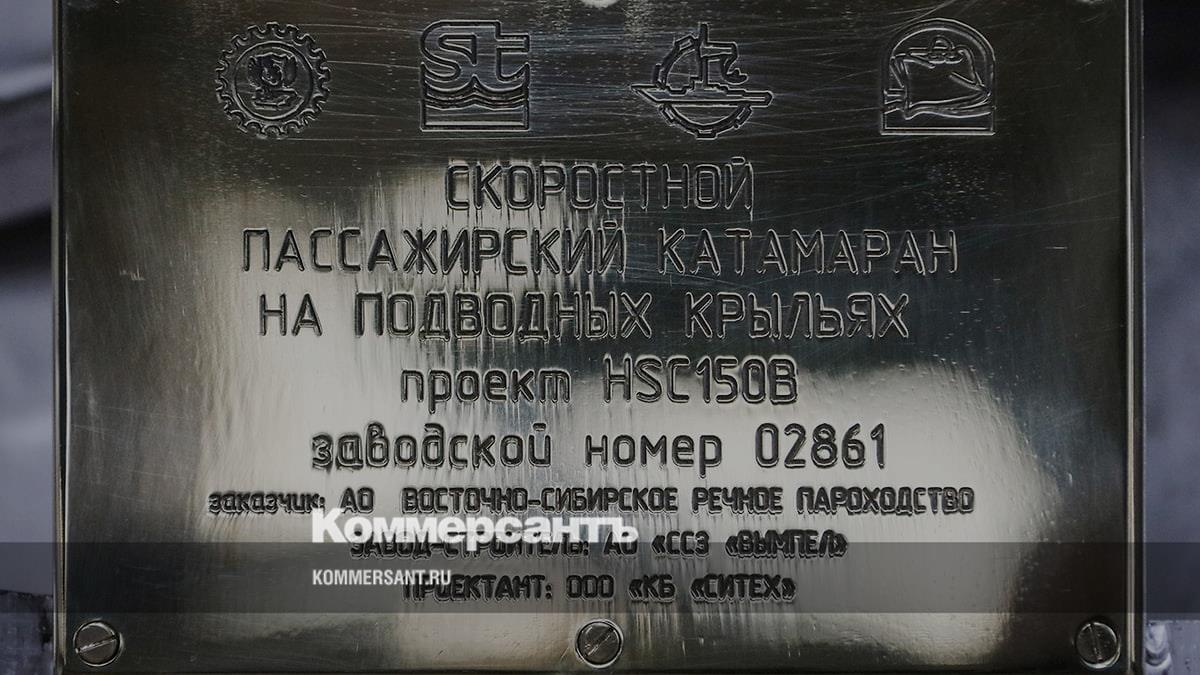 st
СКОРОСТНОЙ
ПАССАЖИРСКИЙ КАТАМАРАН
НА ПОДВОДНЫХ КРЫЛЬЯХ
проект HSC150B
заводской номер 02861
заказчик: АО ВОСТОЧНО-СИБИРСКОЕ РЕЧНОЕ ПАРОХОДСТВО
Коммерсантъ
ЗАВОД-СТРОИТЕЛЬ: АО «ССЗ «ВЫМПЕЛ»
KOMMERSANT.RU
ПРОЕКТАНТ: ООО «КБ «СИТЕХ»